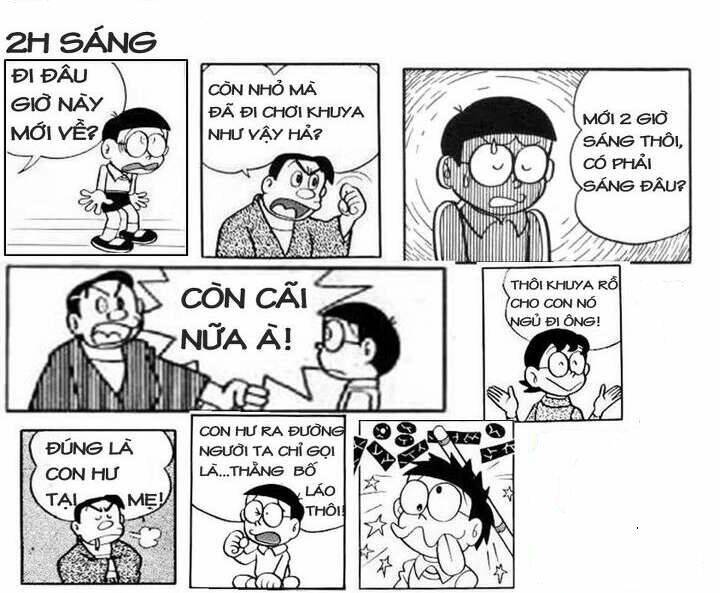 2H SÁNG
ĐI ĐÂU
GIỜ NÀY
MỚI VỀ?
CÒN NHỎ MÀ
ĐÃ ĐI CHƠI KHUYA
NHƯ VẬY HẢ?
MỚI 2 GIỜ
SÁNG THÔI,
CÓ PHẢI
SÁNG ĐÂU?
CÒN CÃI
NỮA À!
THÔI KHUYA RỒ
CHO CON NÓ
NGỦ ĐI ÔNG!
ĐÚNG LÀ
CON HƯ
TẠI MẸ!
CON HƯ RA ĐƯỜNG
NGƯỜI TA CHỈ GỌI
LÀ...THẰNG BỐ
LÁO
THÔI!